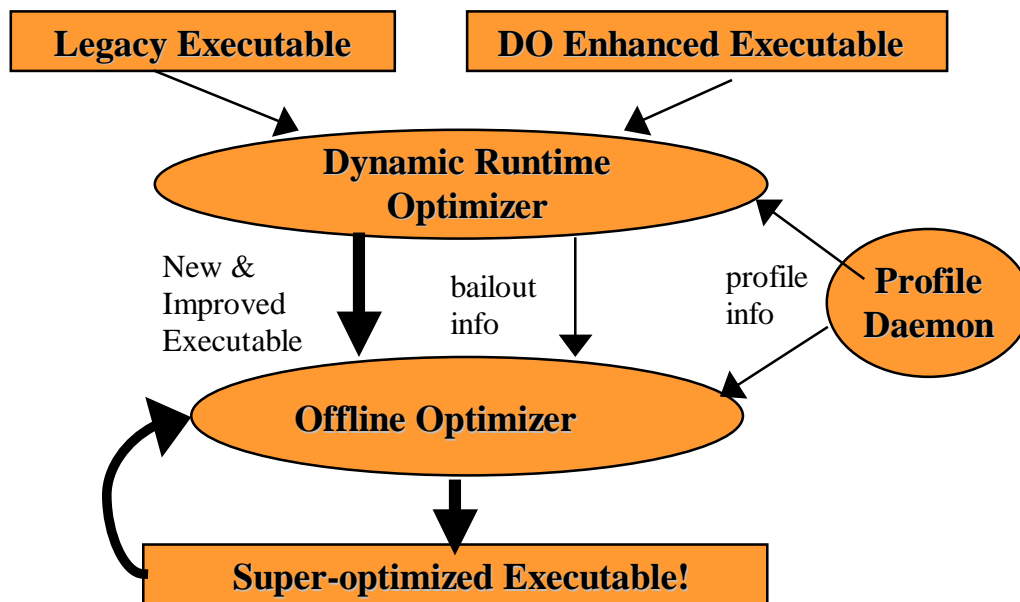 Legacy Executable
DO Enhanced Executable
Dynamic Runtime
Optimizer
New &
Improved
Executable
bailout
info
profile
info
Profile
Daemon
Offline Optimizer
Super-optimized Executable!